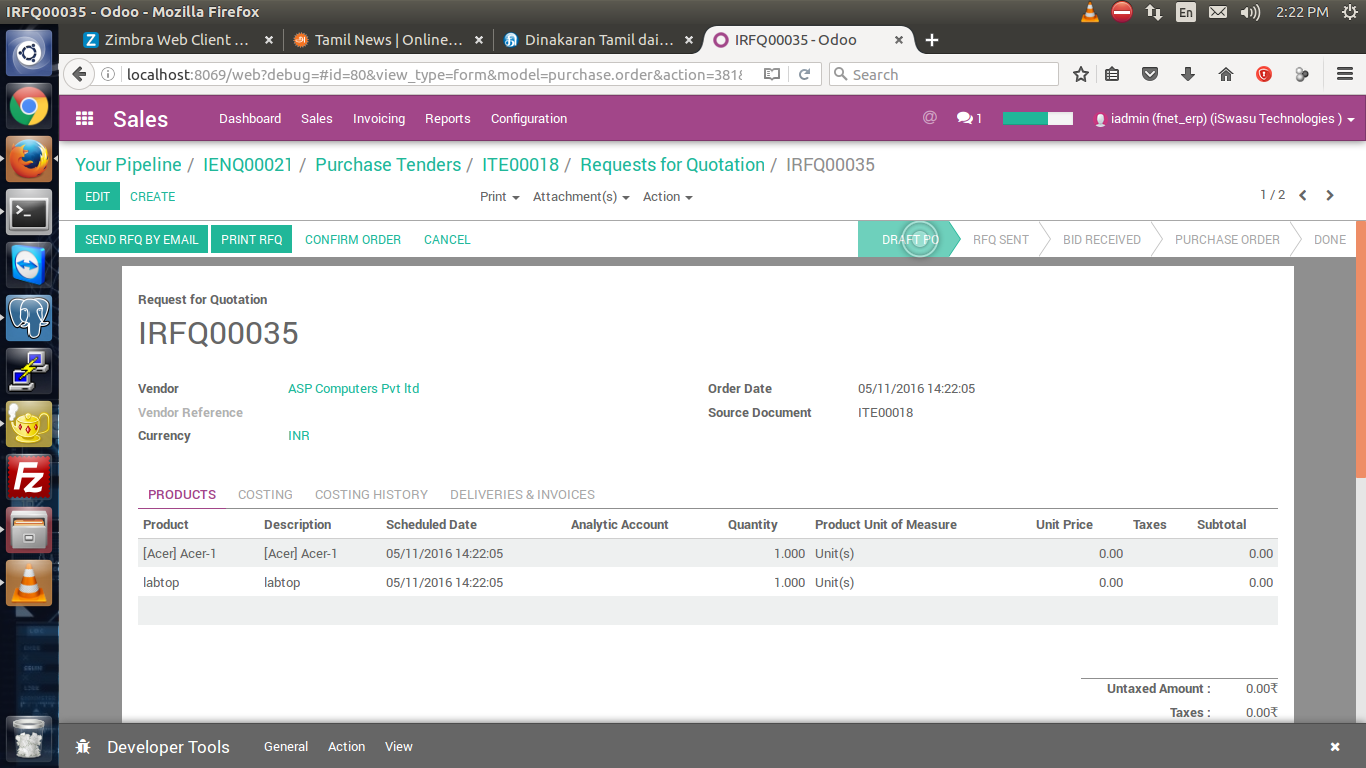 IRFQ00035 - Odoo - Mozilla Firefox En 2:22 PM
Zimbra Web Client ... Tamil News | Online... Dinakaran Tamil dai... IRFQ00035 - Odoo
localhost:8069/web?debug=#id=80&view_type=form&model=purchase.order&action=381& Search
Sales Dashboard Sales Invoicing Reports Configuration @ 1 iadmin (fnet_erp) (iSwasu Technologies )
Your Pipeline / IENQ00021 / Purchase Tenders / ITE00018 / Requests for Quotation / IRFQ00035
EDIT CREATE Print Attachment(s) Action 1 / 2
SEND RFQ BY EMAIL PRINT RFQ CONFIRM ORDER CANCEL DRAFT PO RFQ SENT BID RECEIVED PURCHASE ORDER DONE
Request for Quotation
IRFQ00035
Vendor ASP Computers Pvt ltd Order Date 05/11/2016 14:22:05
Vendor Reference Source Document ITE00018
Currency INR
PRODUCTS COSTING COSTING HISTORY DELIVERIES & INVOICES
Product Description Scheduled Date Analytic Account Quantity Product Unit of Measure Unit Price Taxes Subtotal
[Acer] Acer-1 [Acer] Acer-1 05/11/2016 14:22:05 1.000 Unit(s) 0.00 0.00
labtop labtop 05/11/2016 14:22:05 1.000 Unit(s) 0.00 0.00
Untaxed Amount : 0.00₹
Taxes : 0.00₹
Developer Tools General Action View